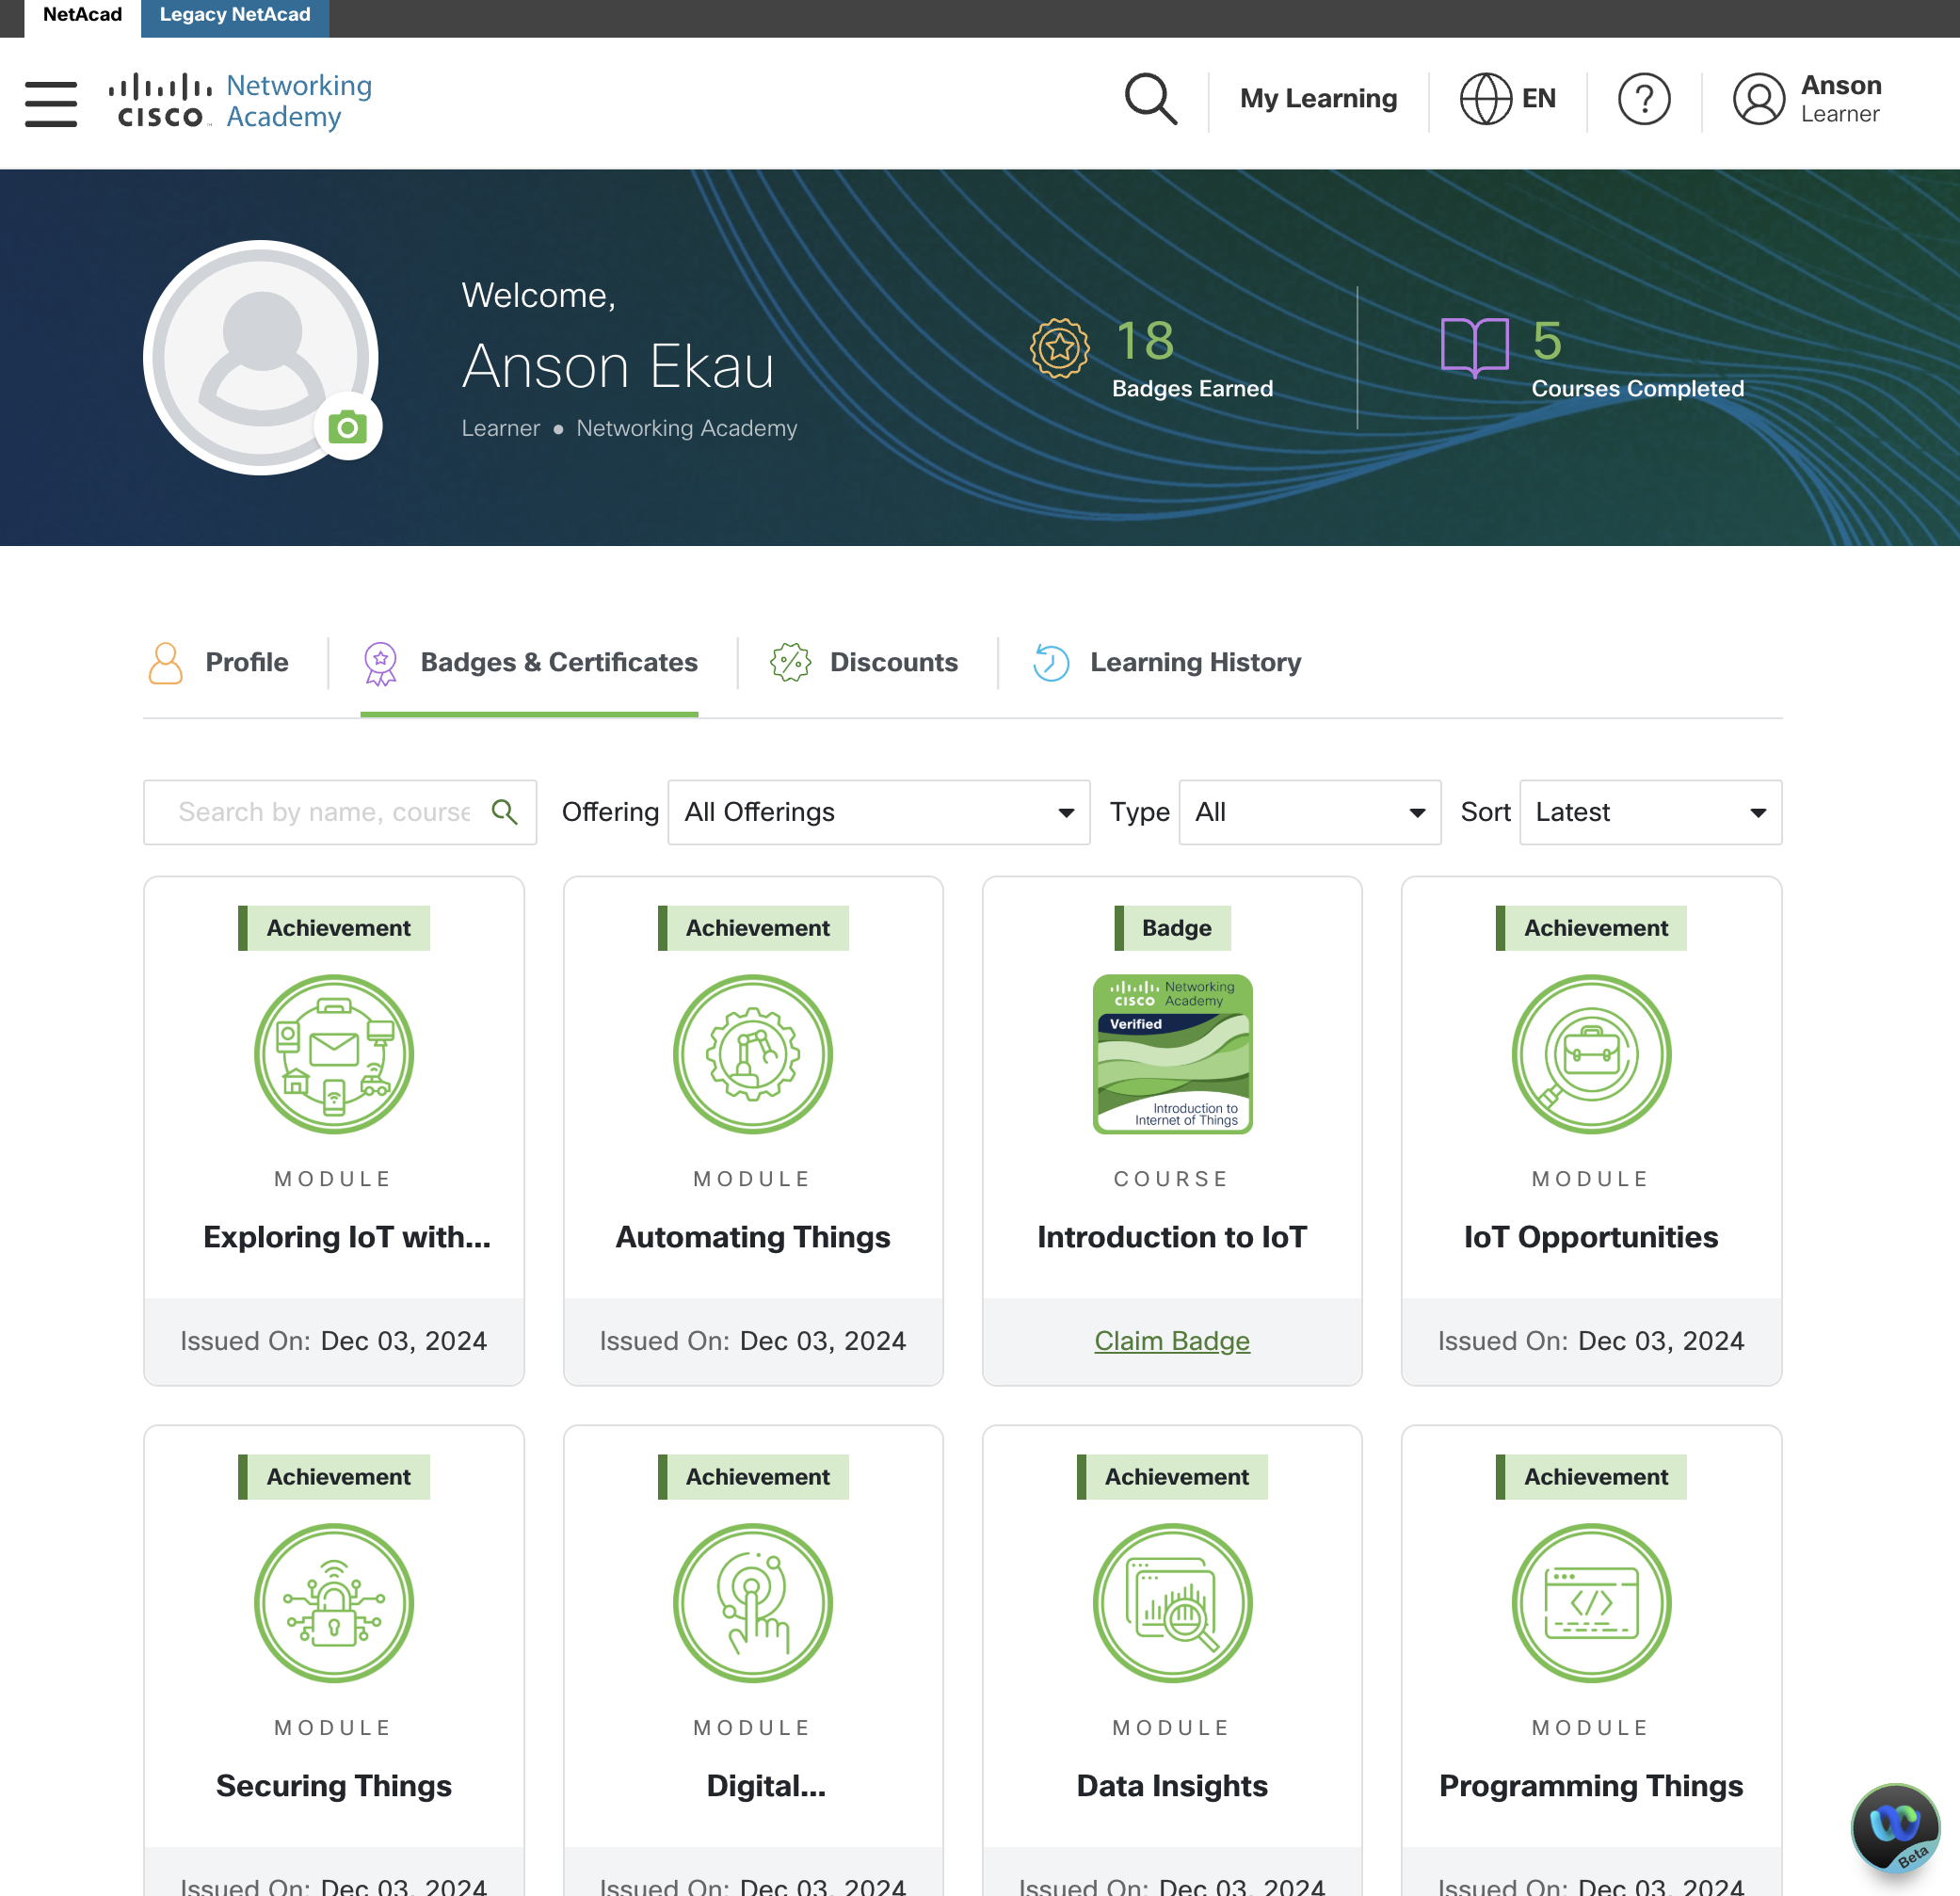 NetAcad
Legacy NetAcad
CISCO
Networking
Academy
My Learning
EN
?
Anson
Learner
Welcome,
Anson Ekau
Learner ● Networking Academy
18
Badges Earned
5
Courses Completed
Profile
Badges & Certificates
Discounts
Learning History
Search by name, course
Offering
All Offerings
Type
All
Sort
Latest
Achievement
MODULE
Exploring IoT with...
Issued On: Dec 03, 2024
Achievement
MODULE
Automating Things
Issued On: Dec 03, 2024
Badge
CISCO
Networking
Academy
Verified
Introduction to
Internet of Things
COURSE
Introduction to IoT
Claim Badge
Achievement
MODULE
IoT Opportunities
Issued On: Dec 03, 2024
Achievement
MODULE
Securing Things
Issued On: Dec 03, 2024
Achievement
MODULE
Digital...
Issued On: Dec 03, 2024
Achievement
MODULE
Data Insights
Issued On: Dec 03, 2024
Achievement
</>
MODULE
Programming Things
Issued On: Dec 03, 2024
Beta